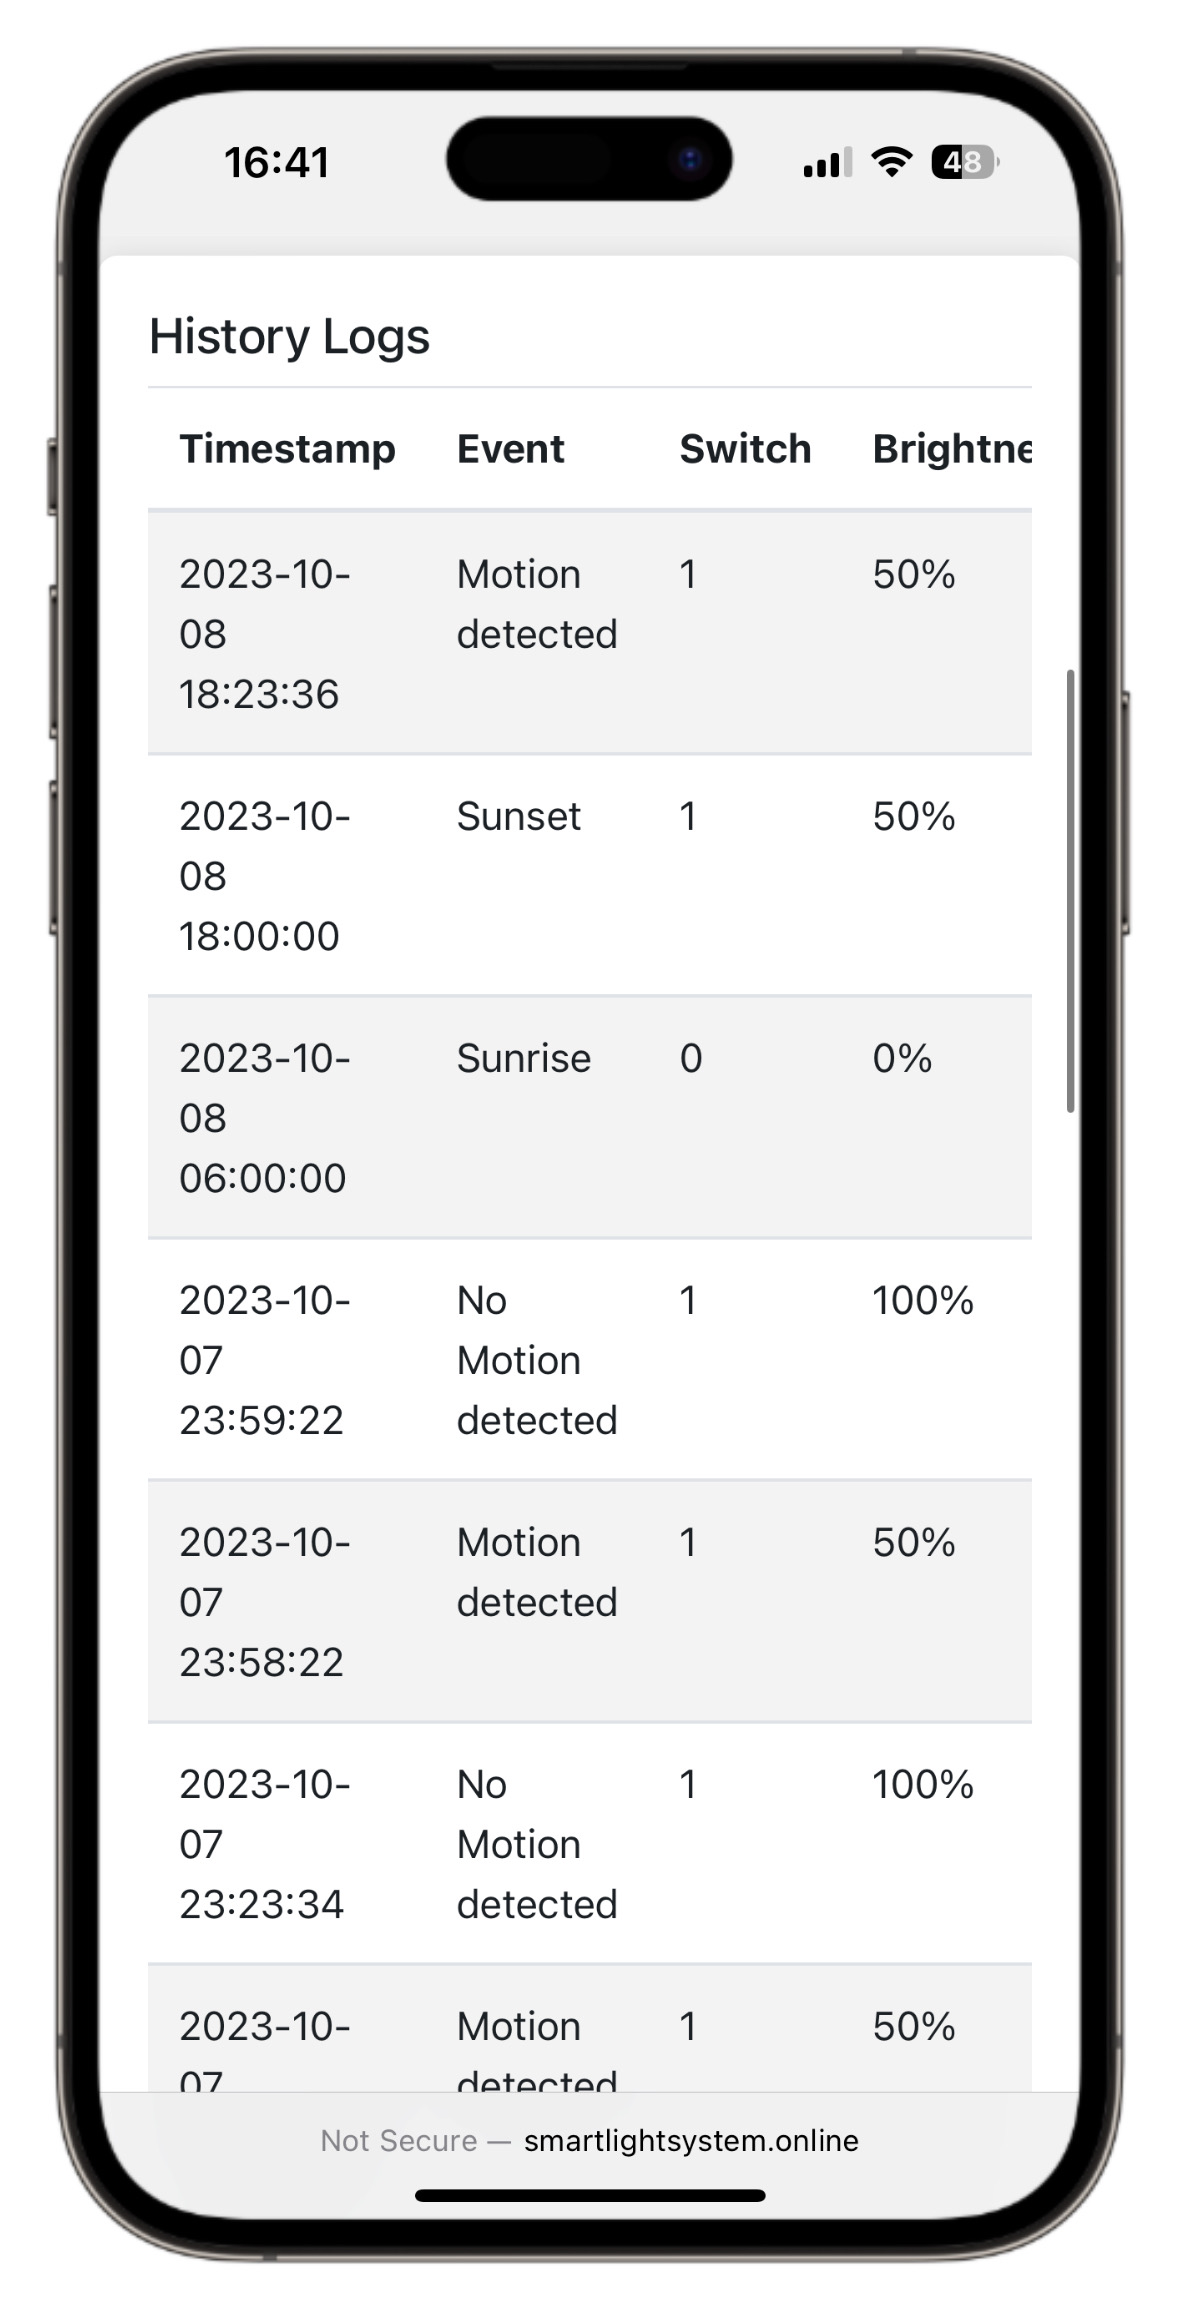 16:41
48
History Logs
Timestamp Event Switch Brightne
2023-10- Motion 1 50%
08 detected
18:23:36
2023-10- Sunset 1 50%
08
18:00:00
2023-10- Sunrise 0 0%
08
06:00:00
2023-10- No 1 100%
07 Motion
23:59:22 detected
2023-10- Motion 1 50%
07 detected
23:58:22
2023-10- No 1 100%
07 Motion
23:23:34 detected
2023-10- Motion 1 50%
07 detected
Not Secure — smartlightsystem.online